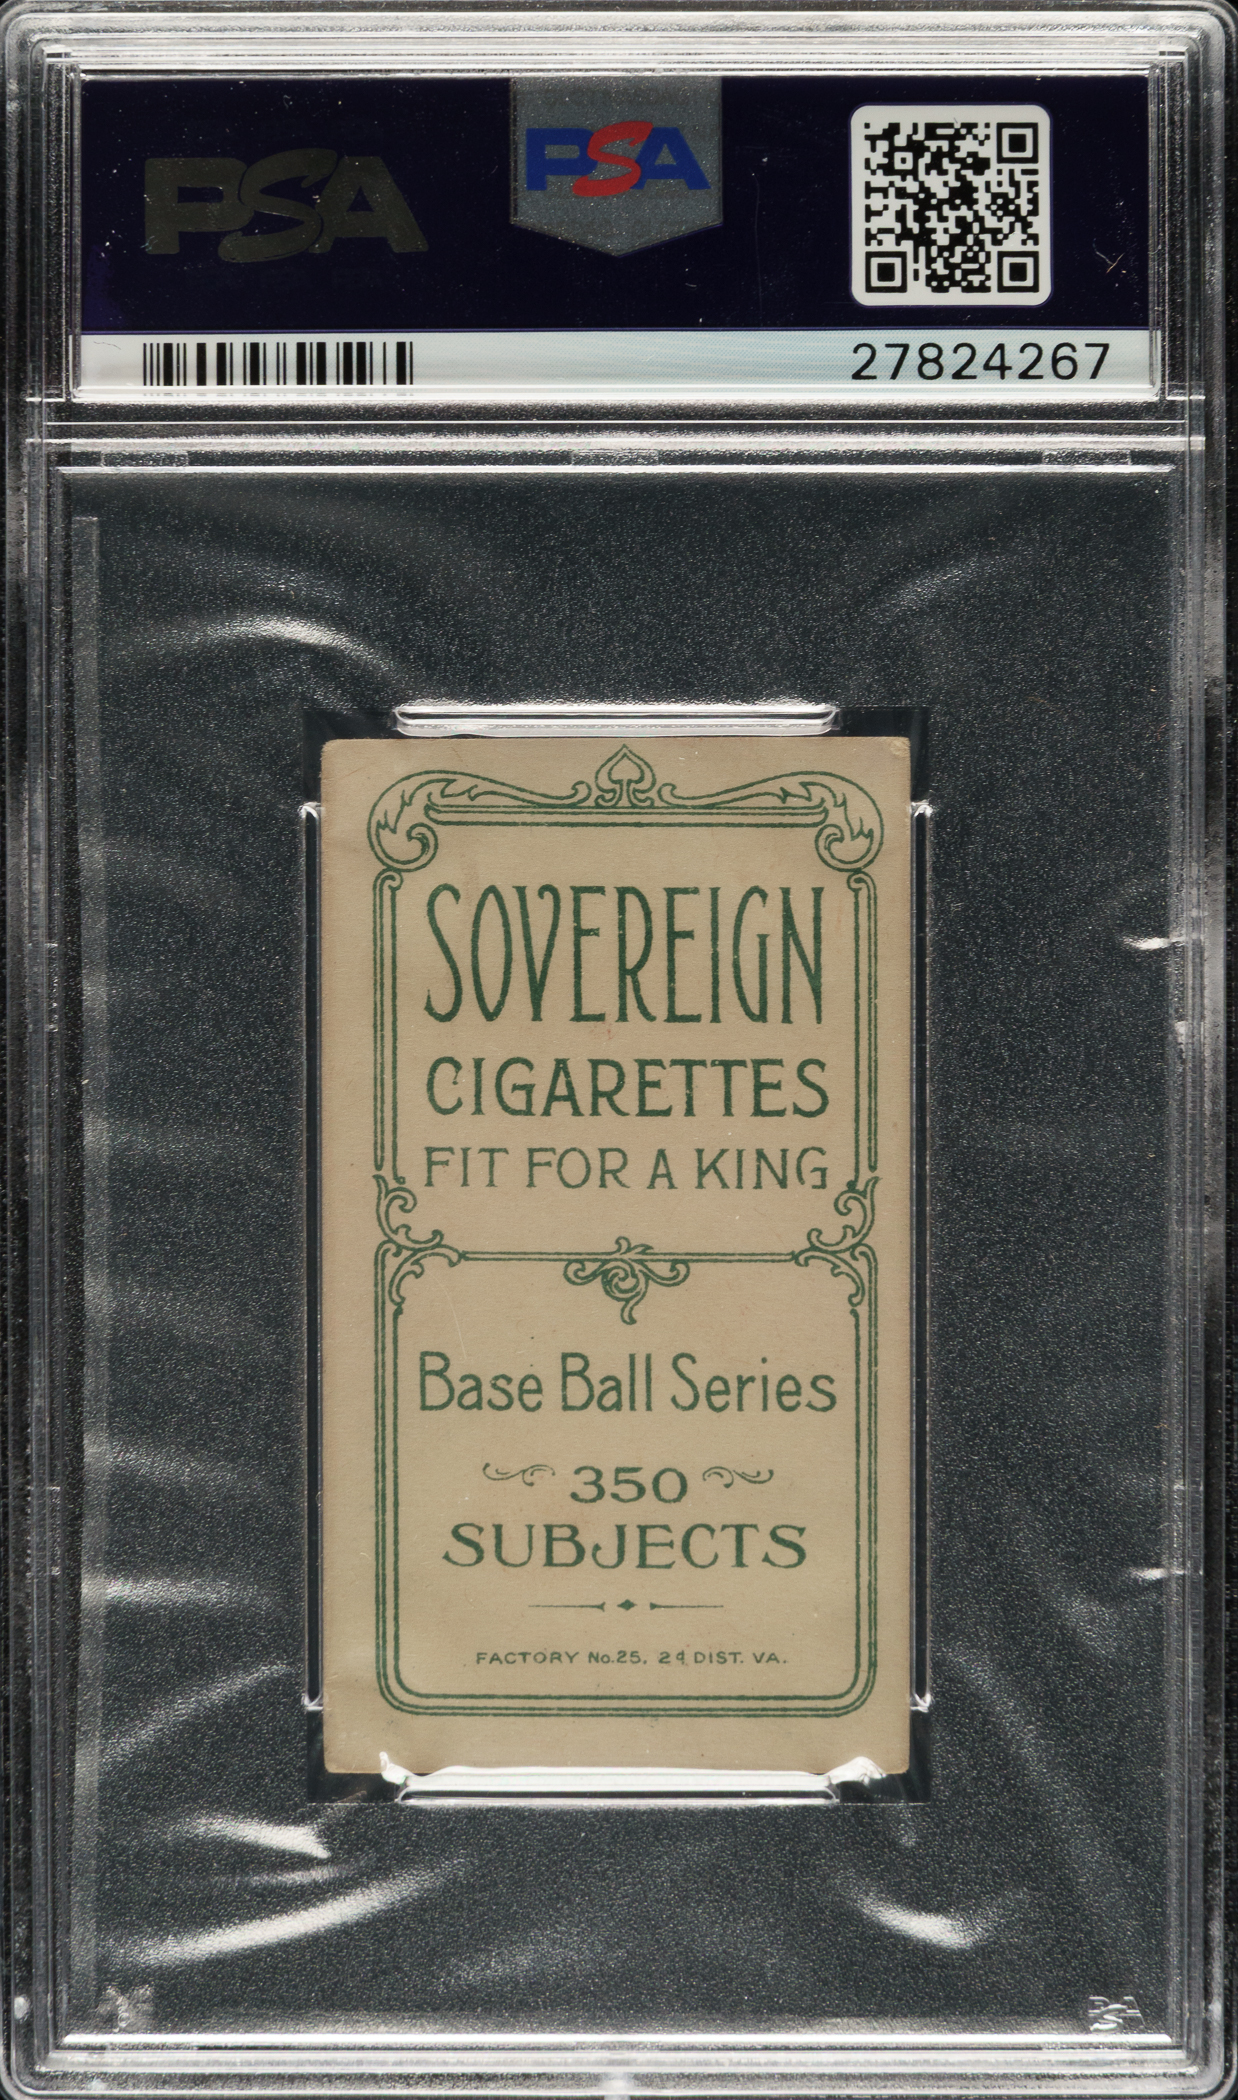 PSA
PSA
27824267
SOVEREIGN
CIGARETTES
FIT FOR A KING
Base Ball Series
350
SUBJECTS
FACTORY No.25, 2d DIST. VA.
PSA